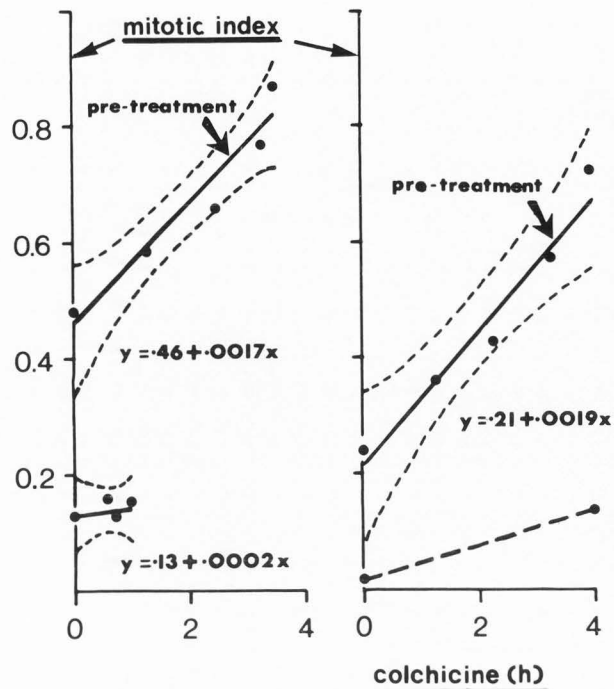 mitotic index
pre-treatment
pre-treatment
0.8
0.6
0.4
0.2
y = ·46 + ·0017x
y = ·21 + ·0019x
y = ·13 + ·0002x
0 2 4 0 2 4
colchicine (h)